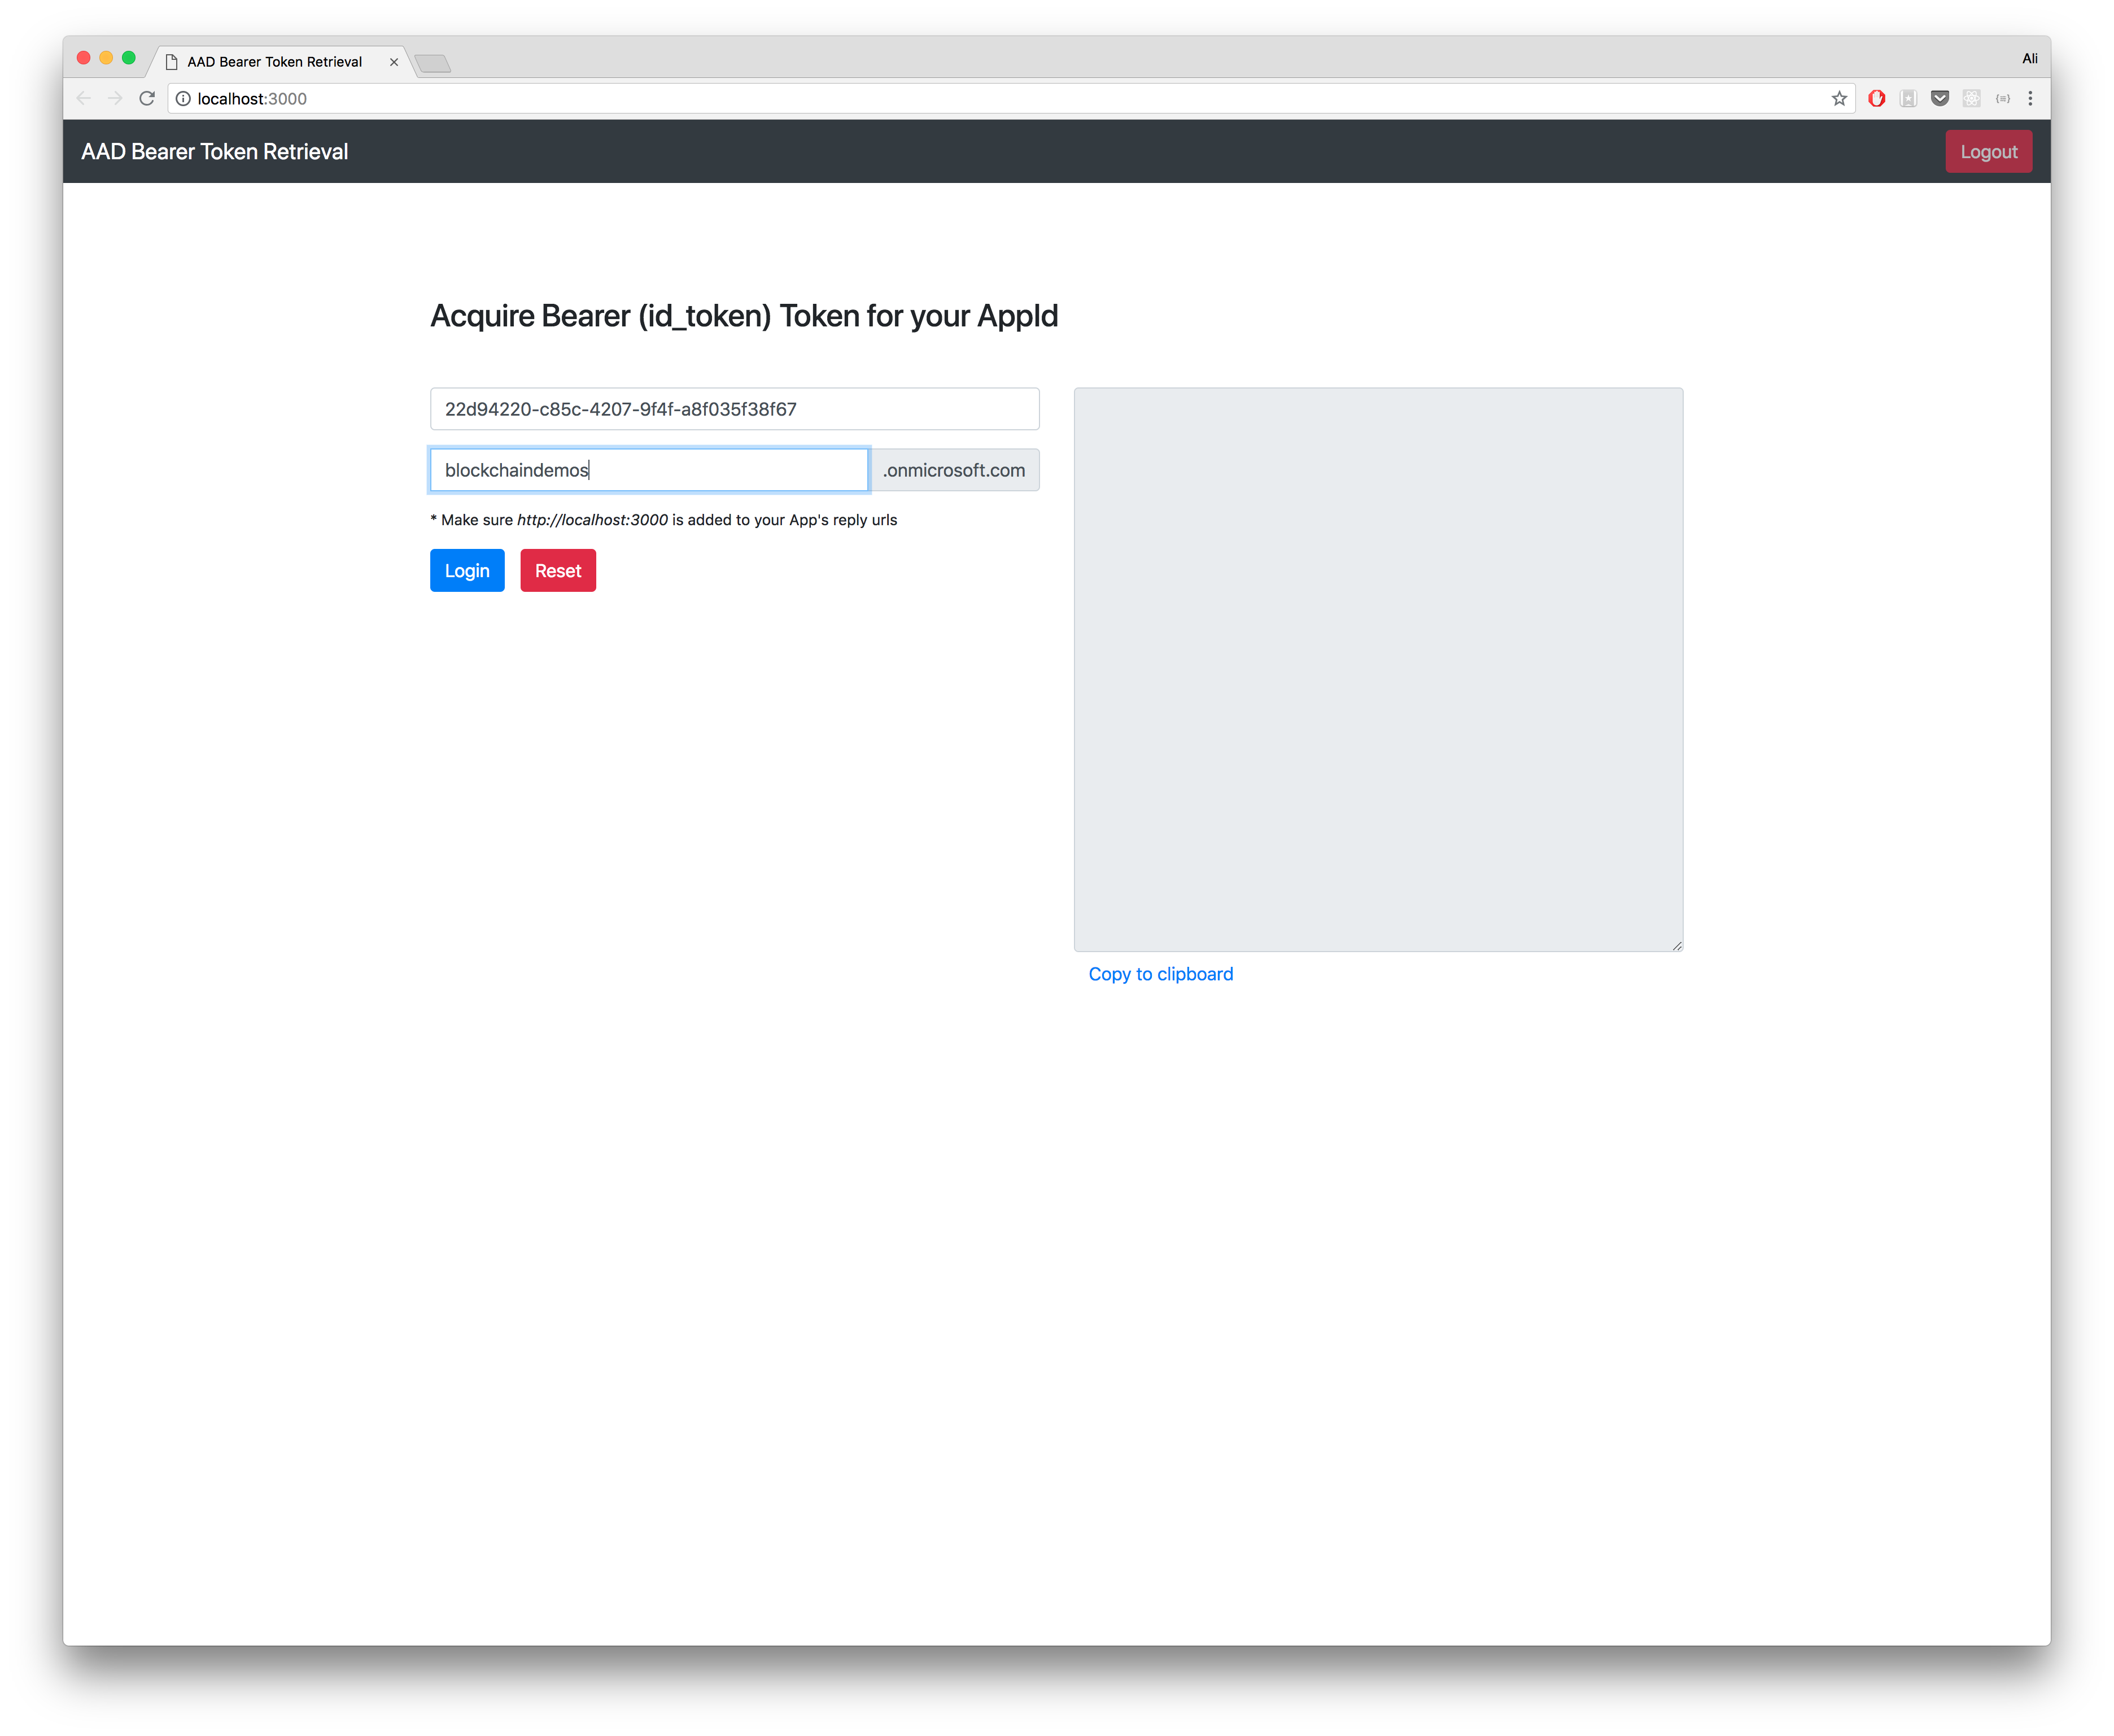 AAD Bearer Token Retrieval
Ali
localhost:3000
AAD Bearer Token Retrieval
Logout
Acquire Bearer (id_token) Token for your AppId
22d94220-c85c-4207-9f4f-a8f035f38f67
blockchaindemos .onmicrosoft.com
* Make sure http://localhost:3000 is added to your App's reply urls
Login Reset
Copy to clipboard